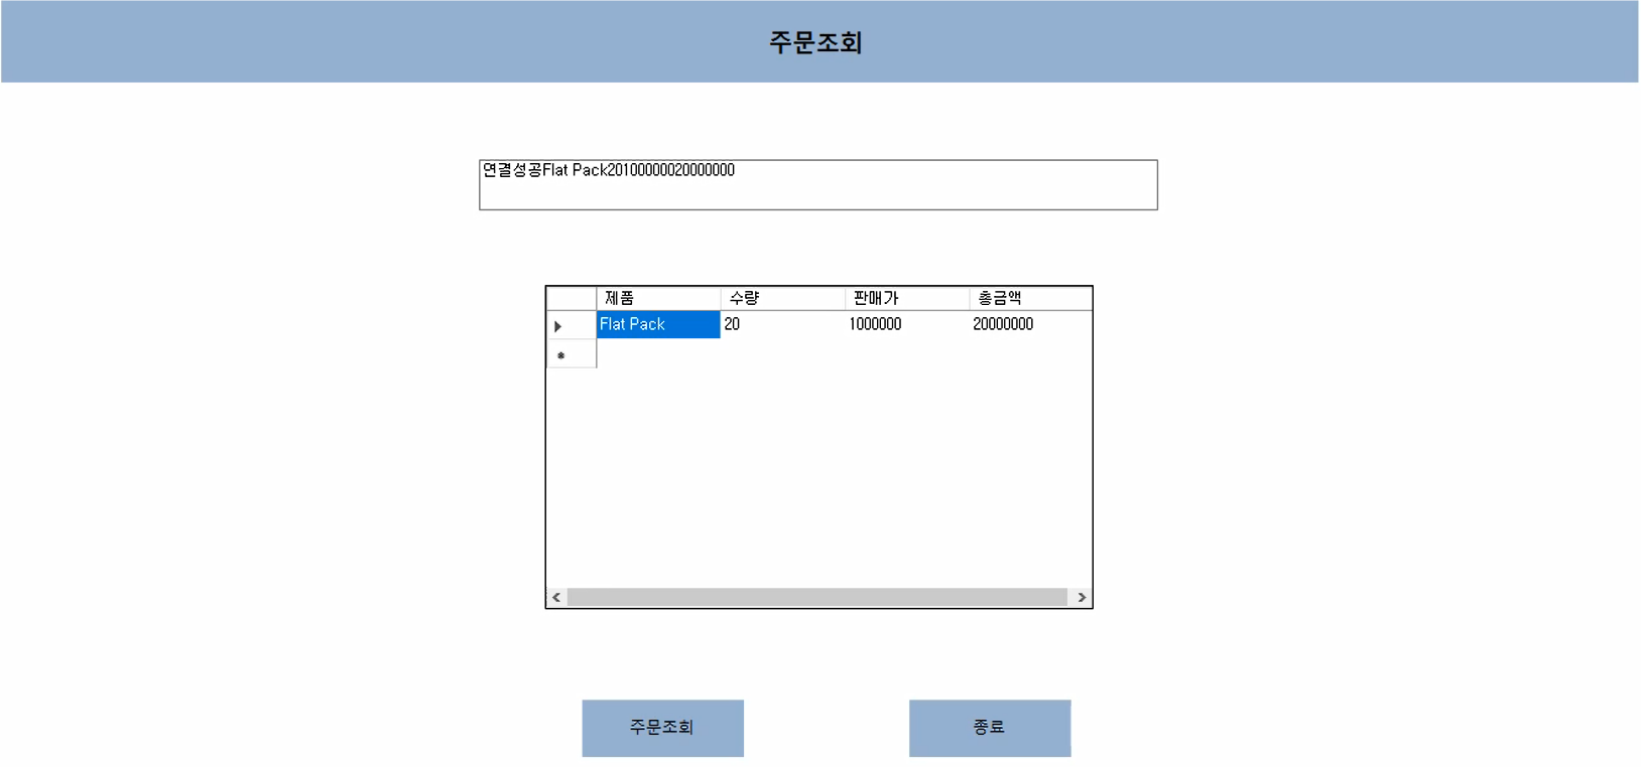 주문조회
연결성공Flat Pack20100000020000000
제품 수량 판매가 총금액
Flat Pack 20 1000000 20000000
주문조회 종료